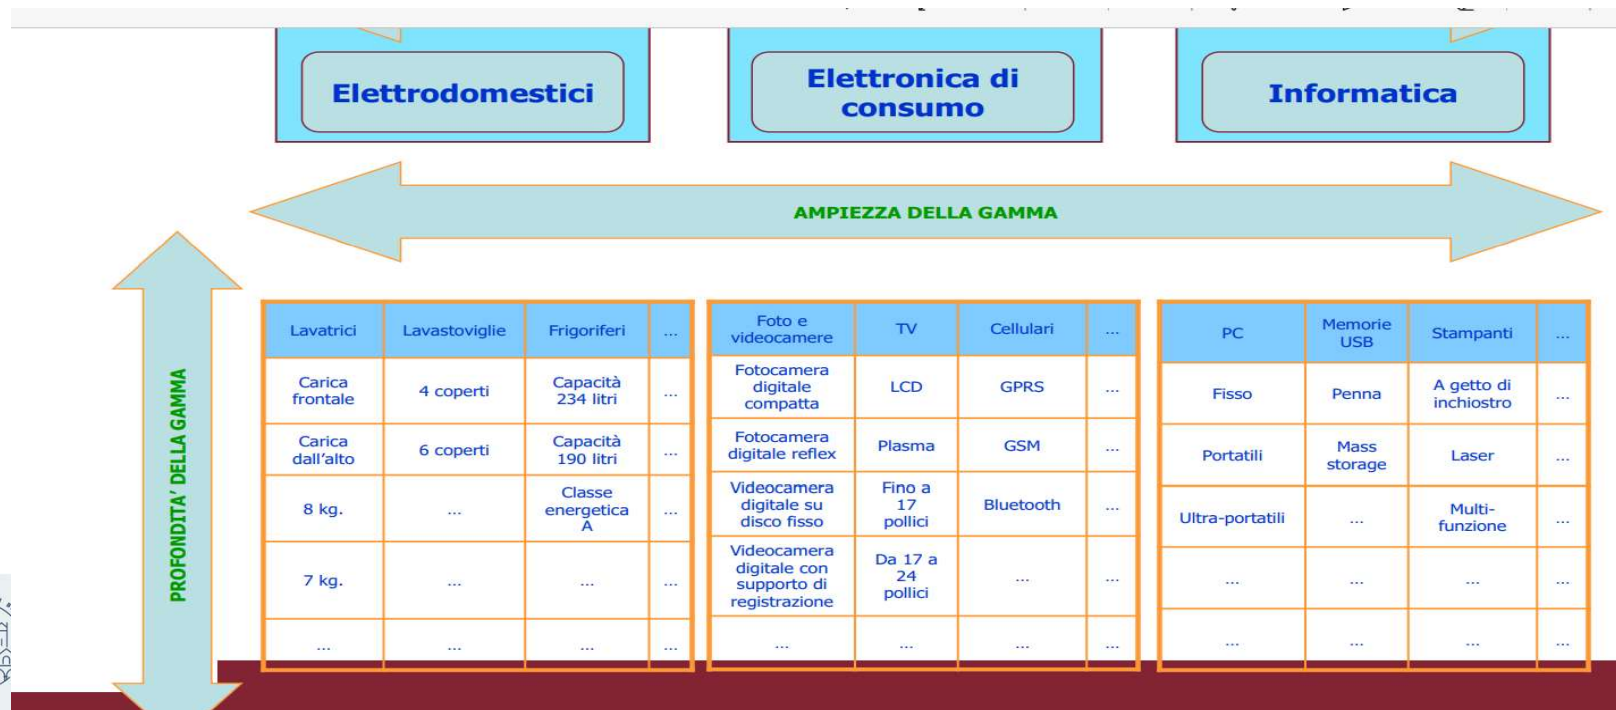 Elettrodomestici
Elettronica di
consumo
Informatica
AMPIEZZA DELLA GAMMA
PROFONDITA' DELLA GAMMA
Lavatrici
Lavastoviglie
Frigoriferi
...
Carica
frontale
4 coperti
Capacità
234 litri
...
Carica
dall'alto
6 coperti
Capacità
190 litri
...
8 kg.
...
Classe
energetica
A
...
7 kg.
...
...
...
...
...
...
...
Foto e
videocamere
TV
Cellulari
...
Fotocamera
digitale
compatta
LCD
GPRS
...
Fotocamera
digitale reflex
Plasma
GSM
...
Videocamera
digitale su
disco fisso
Fino a
17
pollici
Bluetooth
...
Videocamera
digitale con
supporto di
registrazione
Da 17 a
24
pollici
...
...
...
...
...
...
PC
Memorie
USB
Stampanti
...
Fisso
Penna
A getto di
inchiostro
...
Portatili
Mass
storage
Laser
...
Ultra-portatili
...
Multi-
funzione
...
...
...
...
...
...
...
...
...